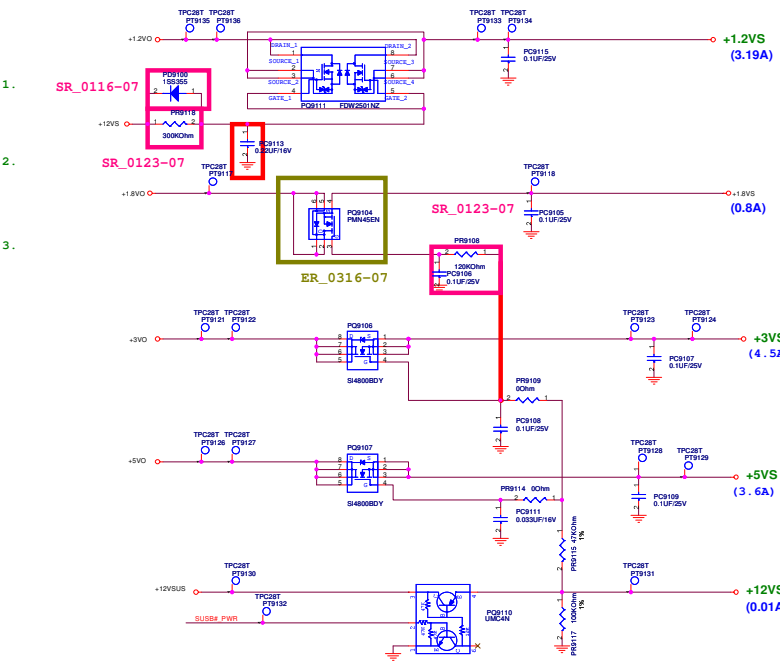 TPC28T TPC28T
PT9135 PT9136
TPC28T TPC28T
PT9133 PT9134
+1.2VO
+1.2VS
(3.19A)
DRAIN_1
DRAIN_2
SOURCE_1
SOURCE_3
SOURCE_2
SOURCE_4
GATE_1
GATE_2
PQ9111 FDW2501NZ
PC9115
0.1UF/25V
1.
SR_0116-07
PD9100
1SS355
PR9118
300KOhm
+12VS
SR_0123-07
PC9113
0.22UF/16V
2.
TPC28T
PT9117
TPC28T
PT9118
+1.8VO
+1.8VS
(0.8A)
PQ9104
PMN45EN
SR_0123-07
PC9105
0.1UF/25V
3.
PR9108
120KOhm
PC9106
0.1UF/25V
ER_0316-07
TPC28T TPC28T
PT9121 PT9122
TPC28T TPC28T
PT9123 PT9124
PQ9106
+3VO
+3VS
(4.5A
SI4800BDY
PC9107
0.1UF/25V
PR9109
0Ohm
PC9108
0.1UF/25V
TPC28T TPC28T
PT9126 PT9127
PQ9107
TPC28T
PT9128
TPC28T
PT9129
+5VO
+5VS
(3.6A)
SI4800BDY
PR9114 0Ohm
PC9111
0.033UF/16V
PC9109
0.1UF/25V
PR9115 47KOhm
1%
TPC28T
PT9130
TPC28T
PT9131
+12VSUS
+12VS
(0.01A
TPC28T
PT9132
SUSB#_PWR
PQ9110
UMC4N
PR9117 100KOhm
1%